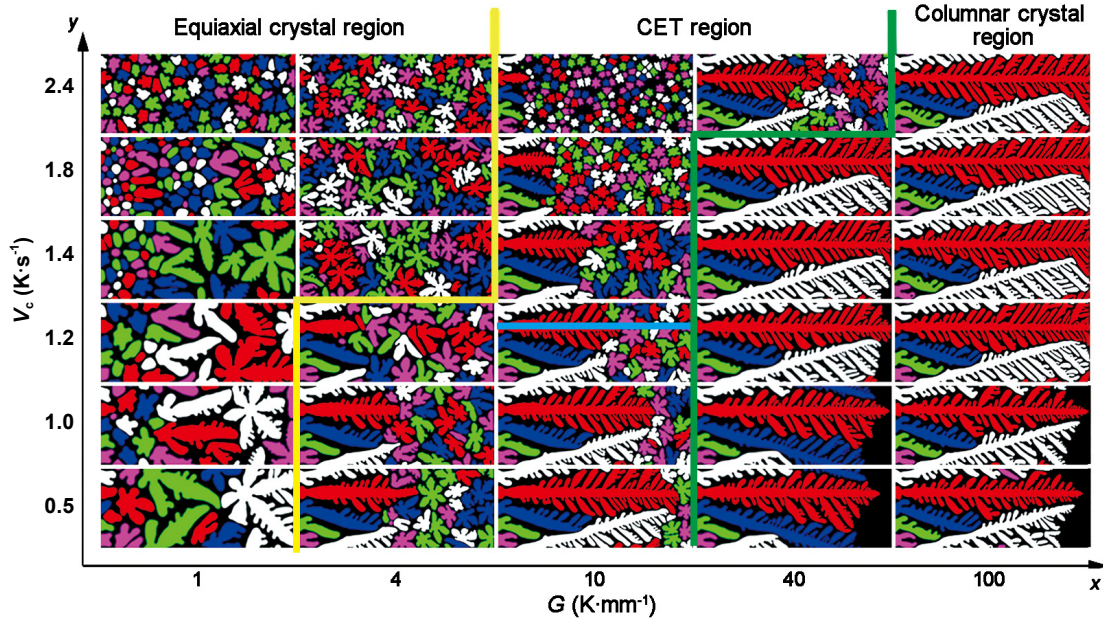 y
Equiaxial crystal region
CET region
Columnar crystal
region
2.4
1.8
1.4
1.2
1.0
0.5
Vc (K·s-1)
1
4
10
40
100
x
G (K·mm-1)